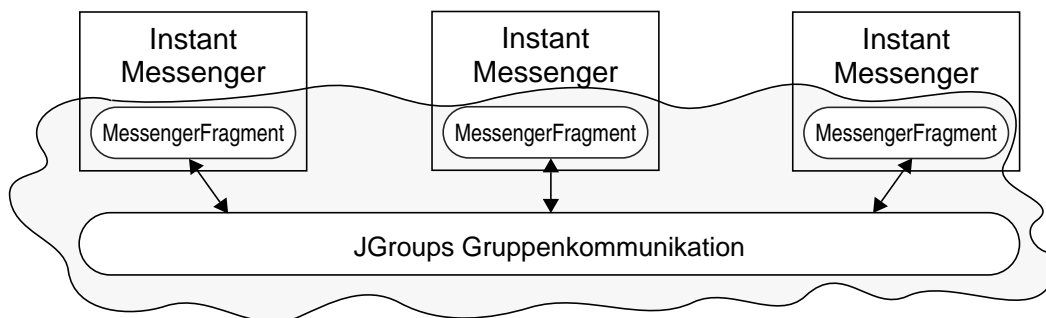 Instant
Messenger
MessengerFragment
Instant
Messenger
MessengerFragment
Instant
Messenger
MessengerFragment
JGroups Gruppenkommunikation